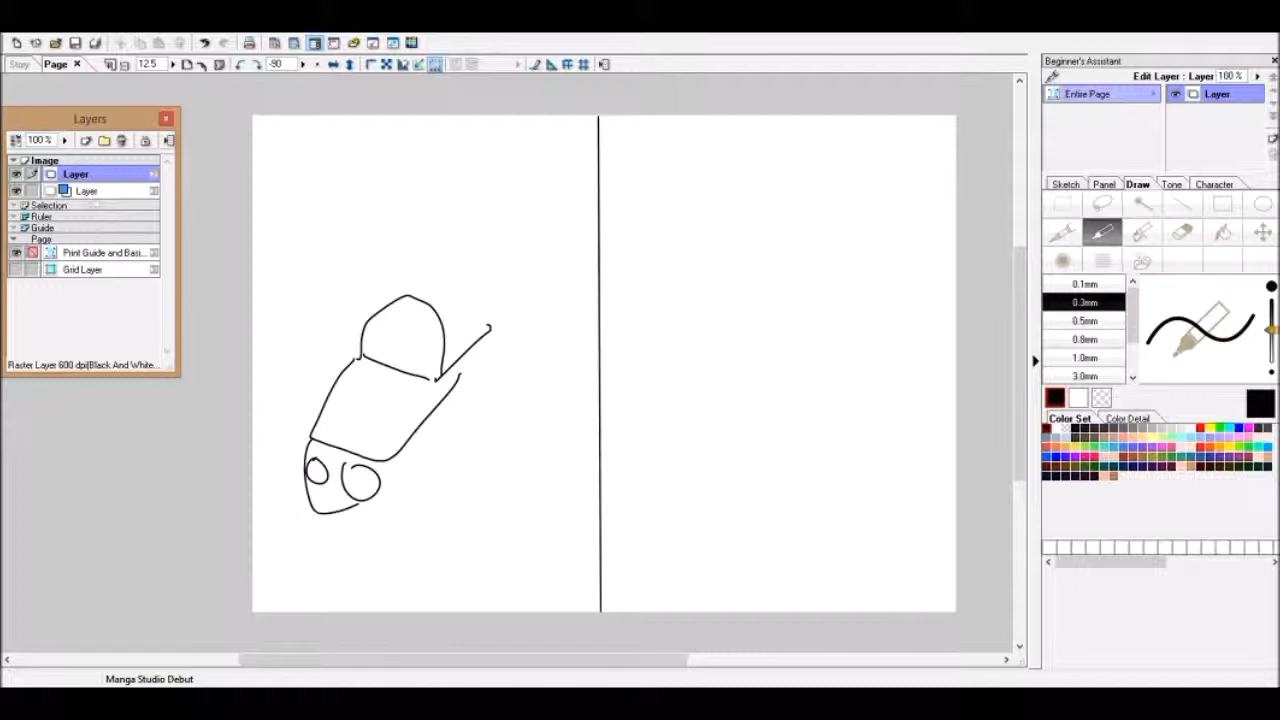 Story Page × 12.5 -90
Beginner's Assistant
Edit Layer : Layer 100 %
Entire Page Layer
Layers
100 %
Image
Layer
Layer
Selection
Ruler
Guide
Page
Print Guide and Basi...
Grid Layer
Raster Layer 600 dpi(Black And White...
Sketch Panel Draw Tone Character
0.1mm
0.3mm
0.5mm
0.8mm
1.0mm
3.0mm
Color Set Color Detail
Manga Studio Debut